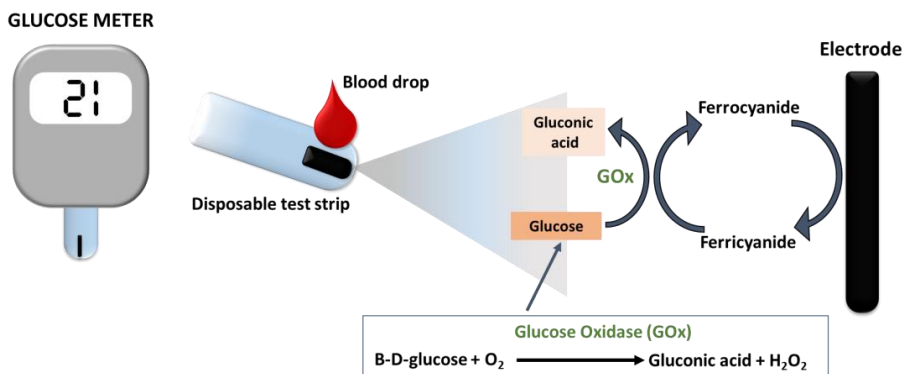 GLUCOSE METER
21
Blood drop
Disposable test strip
Gluconic
acid
GOx
Glucose
Ferrocyanide
Ferricyanide
Electrode
Glucose Oxidase (GOx)
B-D-glucose + O₂ Gluconic acid + H₂O₂